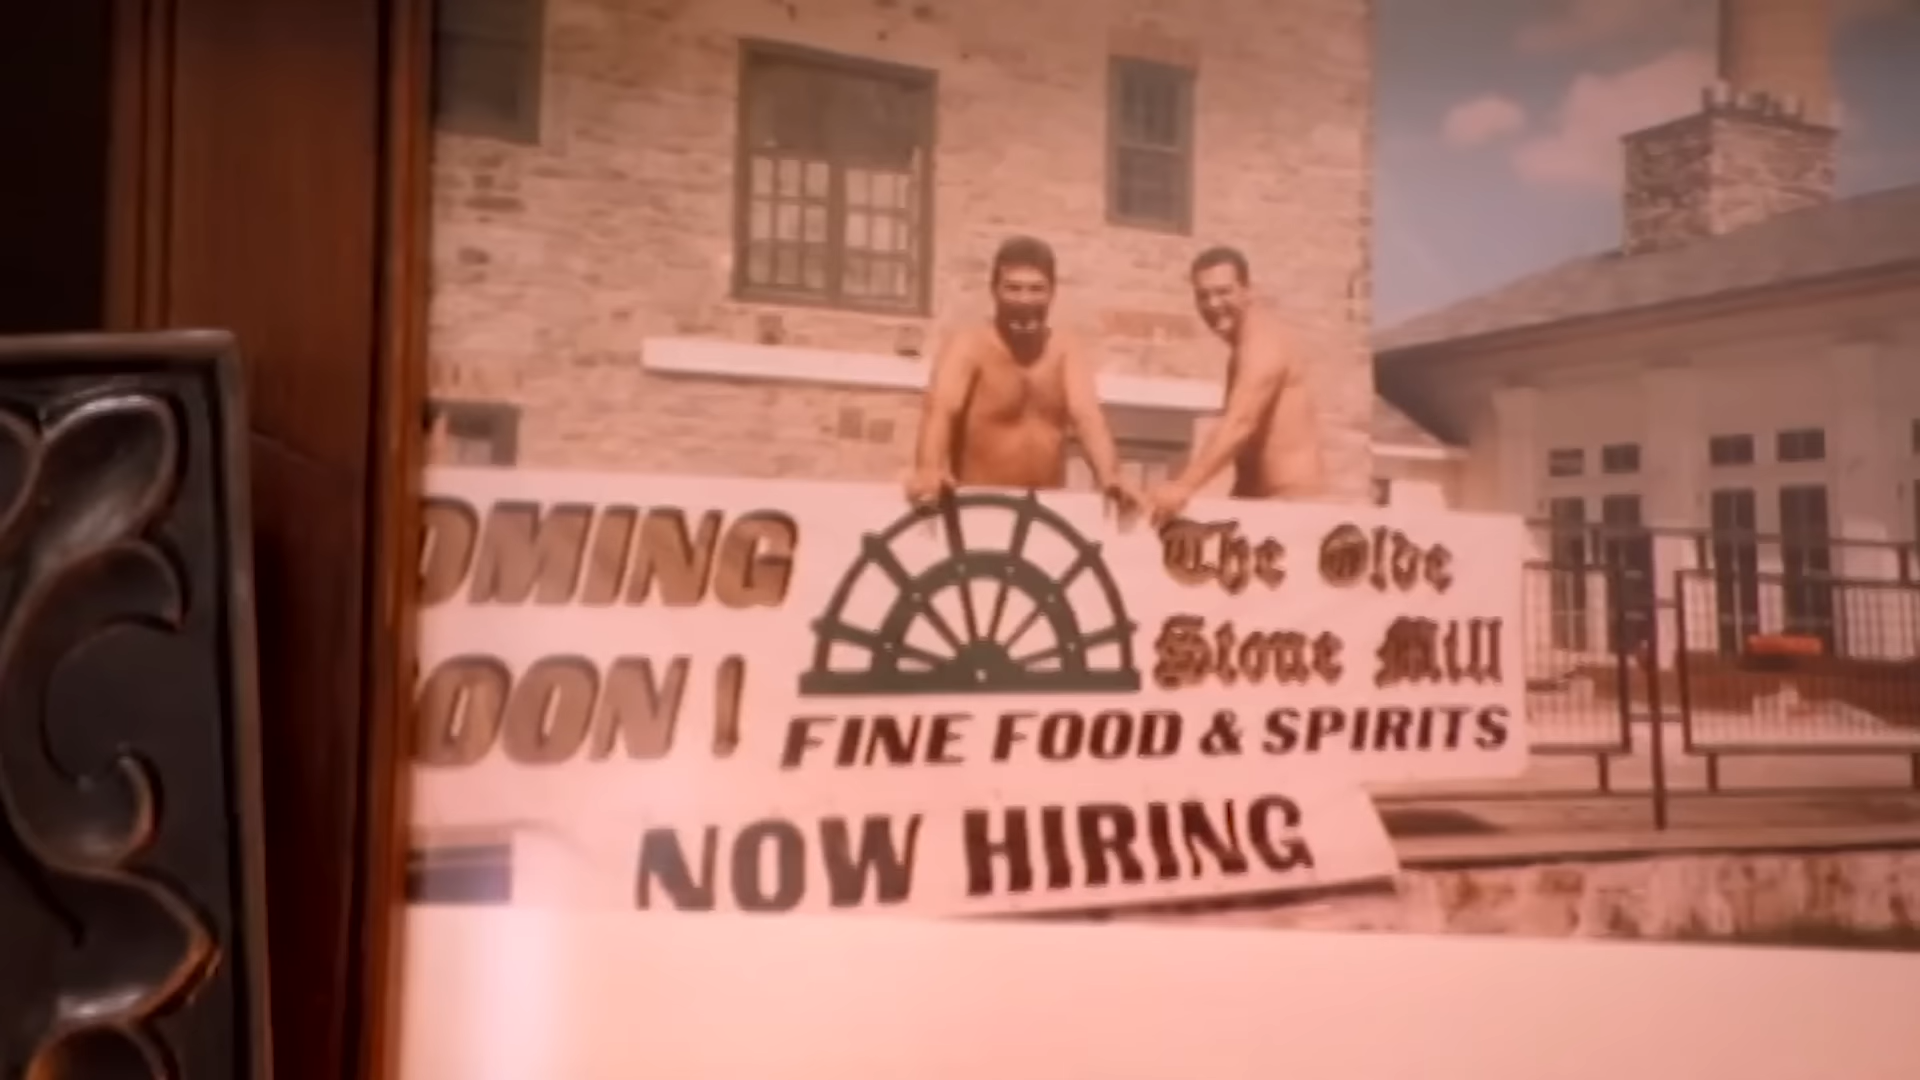 OMING
OON !
The Olde
Stone Mill
FINE FOOD & SPIRITS
NOW HIRING